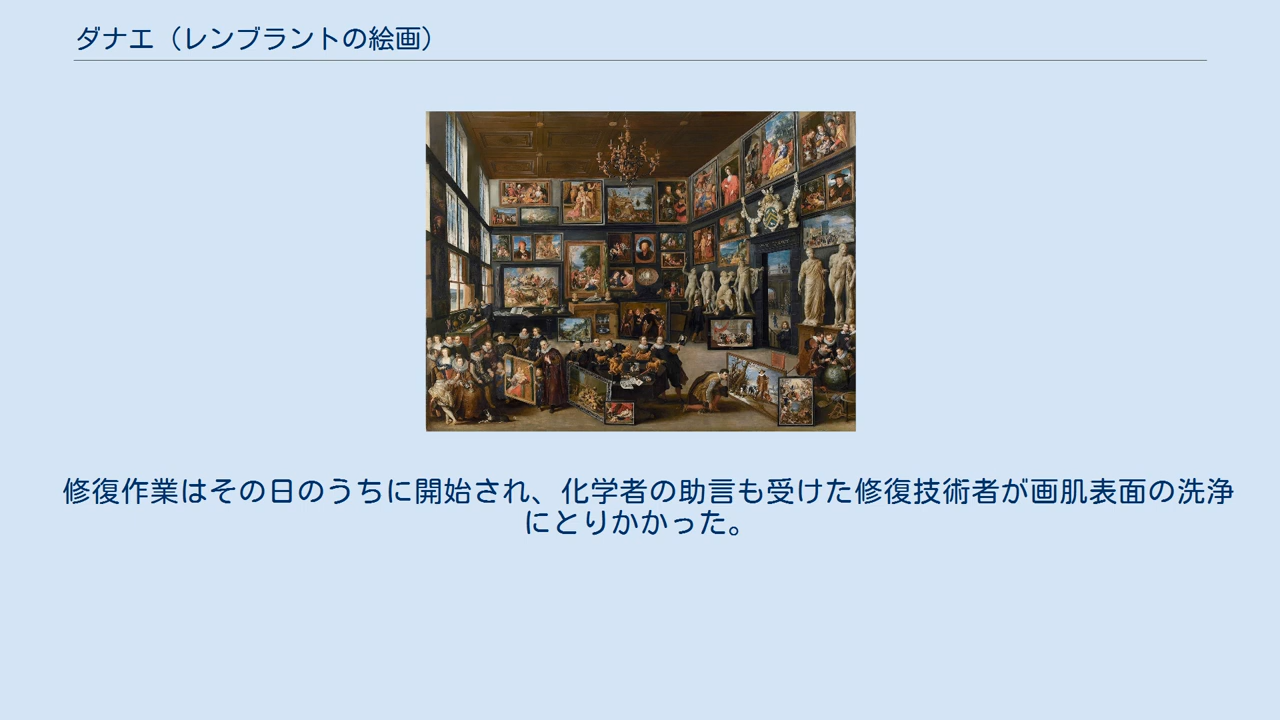 ダナエ（レンブラントの絵画）
修復作業はその日のうちに開始され、化学者の助言も受けた修復技術者が画肌表面の洗浄
にとりかかった。